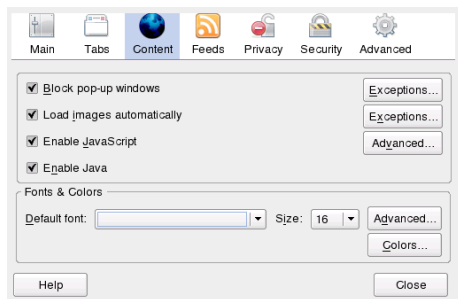 Main Tabs Content Feeds Privacy Security Advanced
Block pop-up windows Exceptions...
Load images automatically Exceptions...
Enable JavaScript Advanced...
Enable Java
Fonts & Colors
Default font: Size: 16 Advanced...
Colors...
Help Close